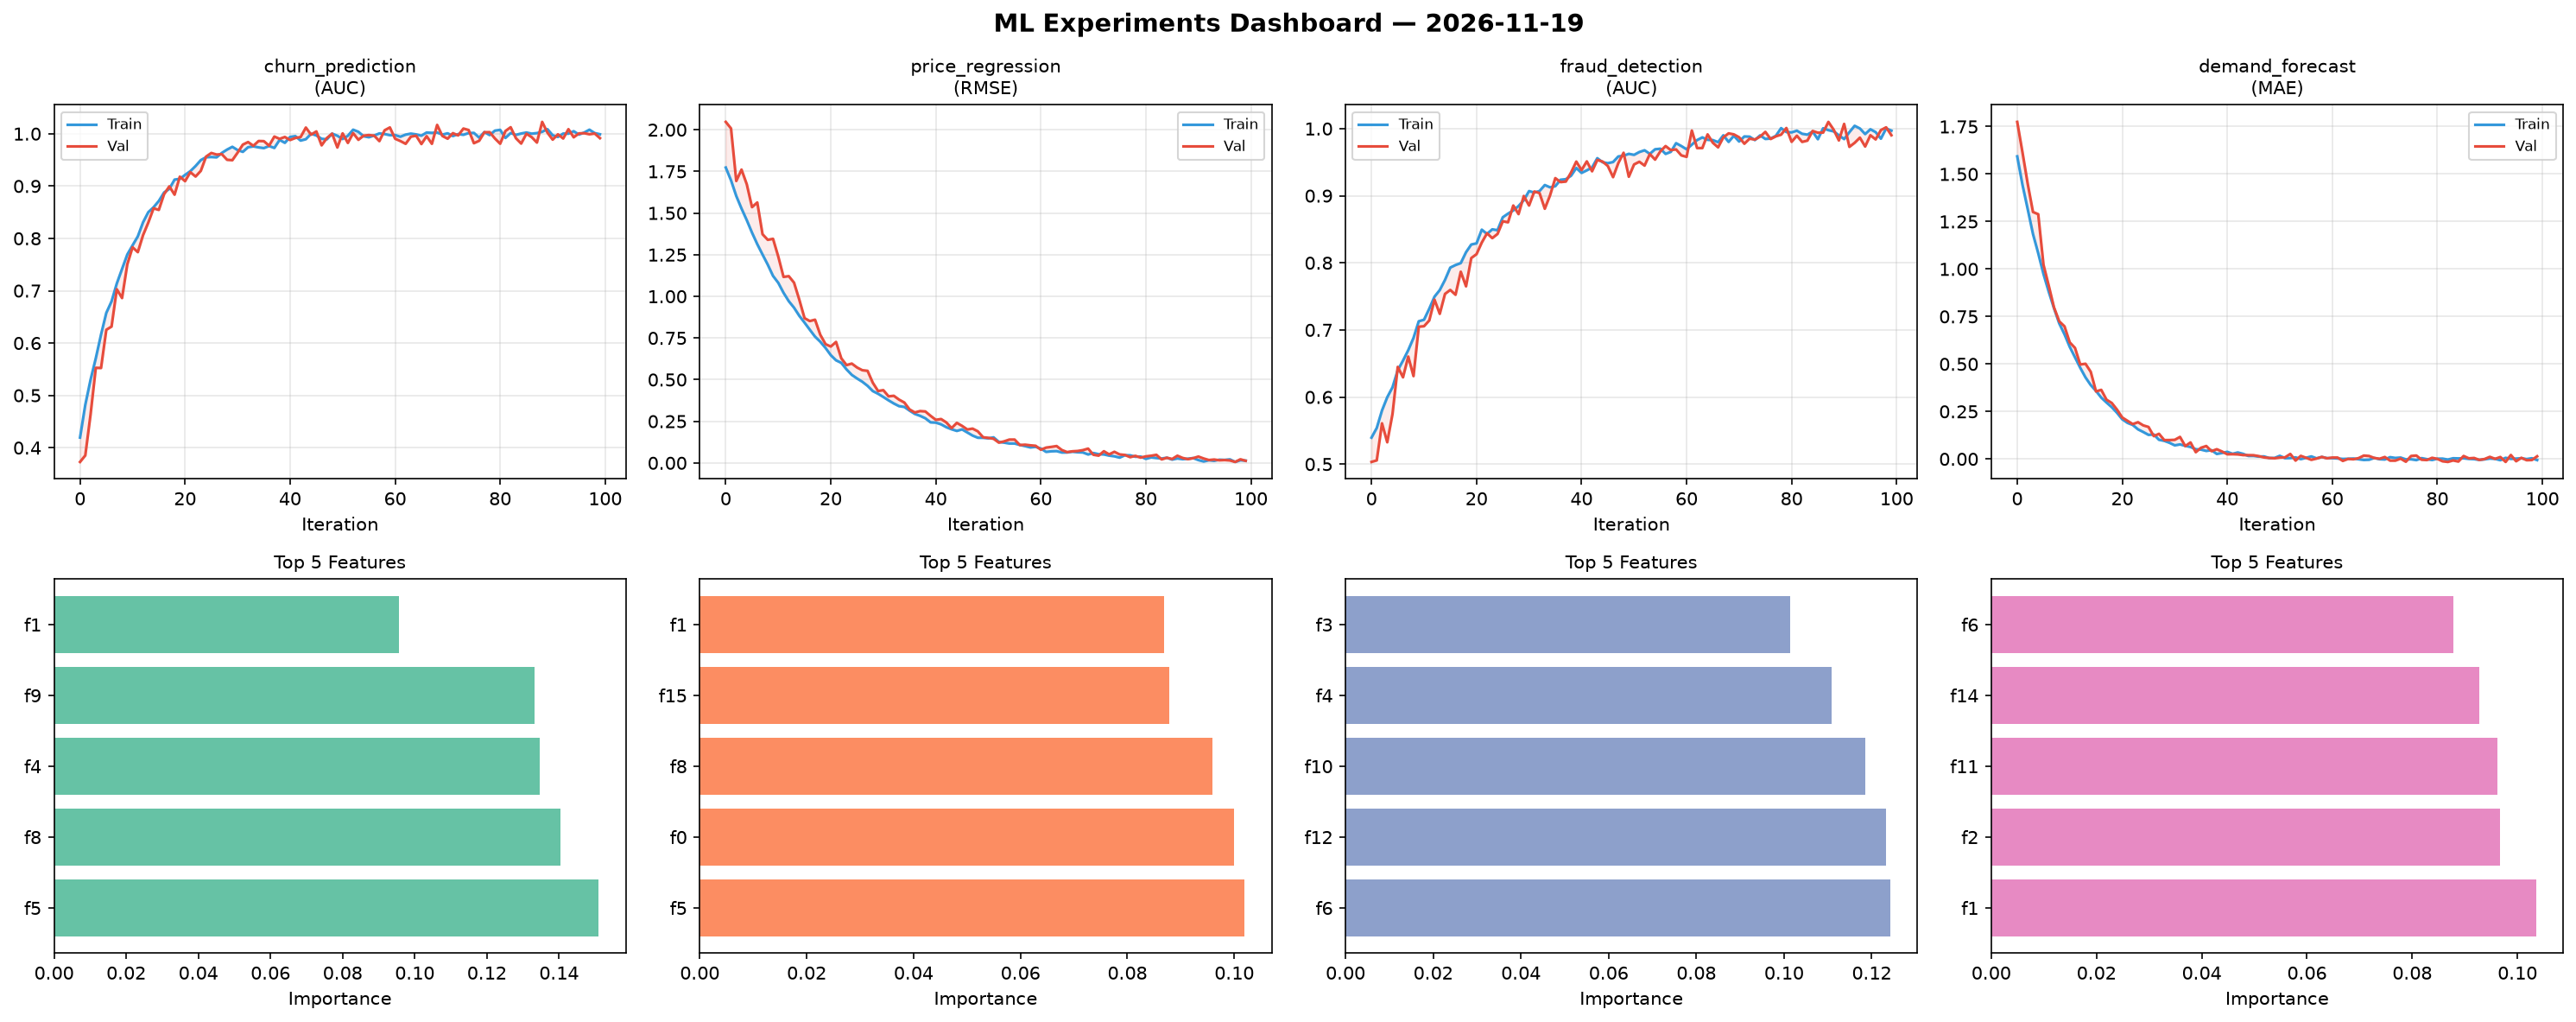 ML Experiments Dashboard — 2026-11-19
churn_prediction
(AUC)
Train
Val
1.0
0.9
0.8
0.7
0.6
0.5
0.4
0 20 40 60 80 100
Iteration
price_regression
(RMSE)
Train
Val
2.00
1.75
1.50
1.25
1.00
0.75
0.50
0.25
0.00
0 20 40 60 80 100
Iteration
fraud_detection
(AUC)
Train
Val
1.0
0.9
0.8
0.7
0.6
0.5
0 20 40 60 80 100
Iteration
demand_forecast
(MAE)
Train
Val
1.75
1.50
1.25
1.00
0.75
0.50
0.25
0.00
0 20 40 60 80 100
Iteration
Top 5 Features
f1
f9
f4
f8
f5
0.00 0.02 0.04 0.06 0.08 0.10 0.12 0.14
Importance
Top 5 Features
f1
f15
f8
f0
f5
0.00 0.02 0.04 0.06 0.08 0.10
Importance
Top 5 Features
f3
f4
f10
f12
f6
0.00 0.02 0.04 0.06 0.08 0.10 0.12
Importance
Top 5 Features
f6
f14
f11
f2
f1
0.00 0.02 0.04 0.06 0.08 0.10
Importance